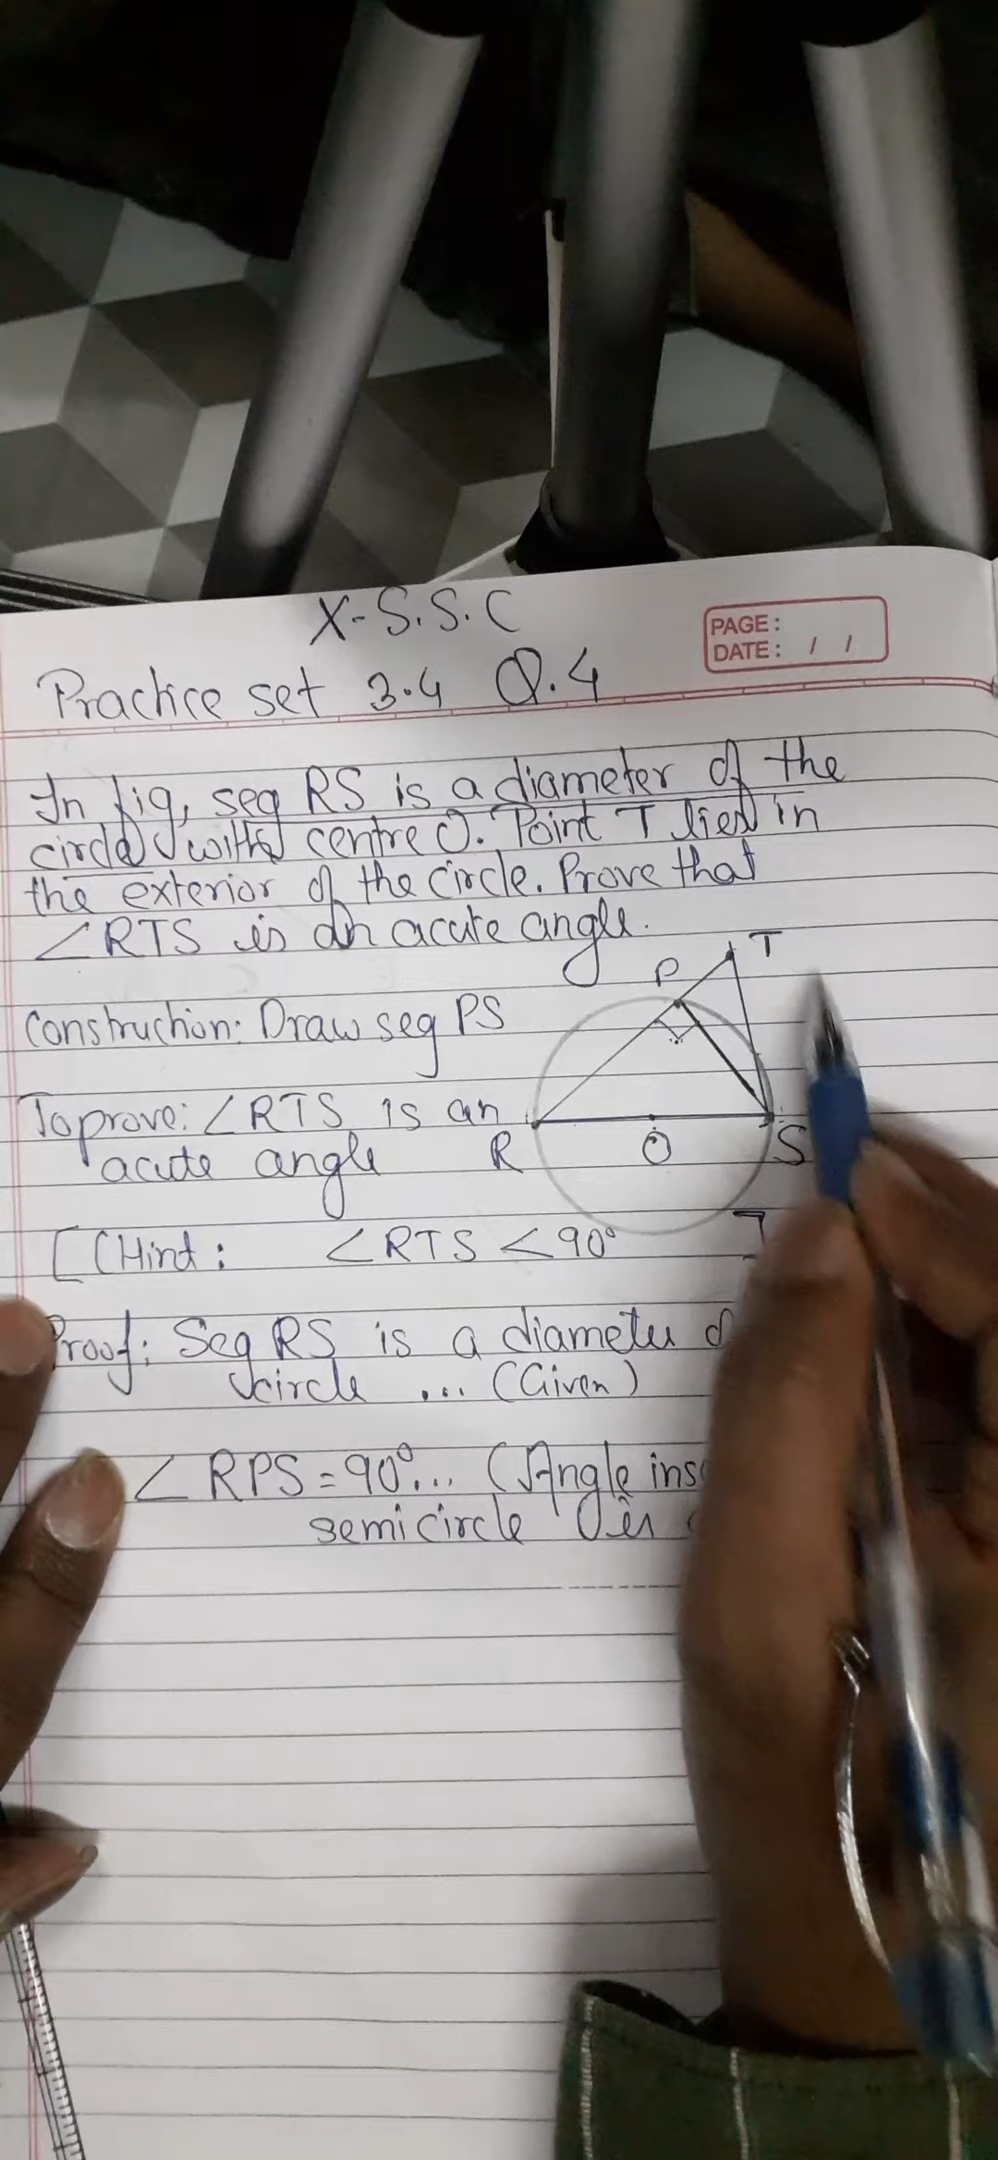 X-S.S.C
PAGE:
DATE: / /
Practice set 3.4 Q.4
In fig, seg RS is a diameter of the
circle with centre O. Point T lies in
the exterior of the circle. Prove that
∠RTS is an acute angle.
T
P
Construction: Draw seg PS
To prove: ∠RTS is an
acute angle
R
O
S
[(Hint: ∠RTS < 90° ]
Proof: Seg RS is a diameter
circle ... (Given)
∠RPS = 90°... (Angle
semicircle is